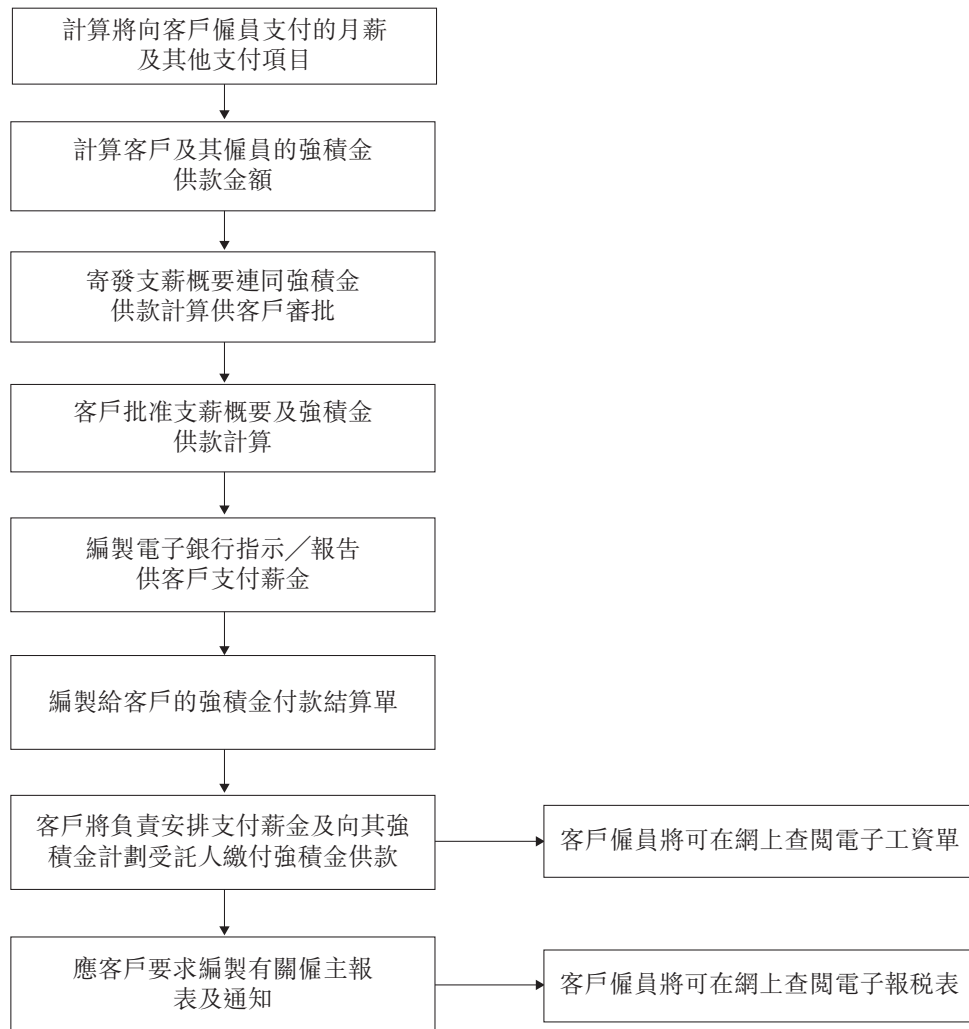 計算將向客戶僱員支付的月薪
及其他支付項目
計算客戶及其僱員的強積金
供款金額
寄發支薪概要連同強積金
供款計算供客戶審批
客戶批准支薪概要及強積金
供款計算
編製電子銀行指示╱報告
供客戶支付薪金
編製給客戶的強積金付款結算單
客戶將負責安排支付薪金及向其強
積金計劃受託人繳付強積金供款
客戶僱員將可在網上查閱電子工資單
應客戶要求編製有關僱主報
表及通知
客戶僱員將可在網上查閱電子報稅表